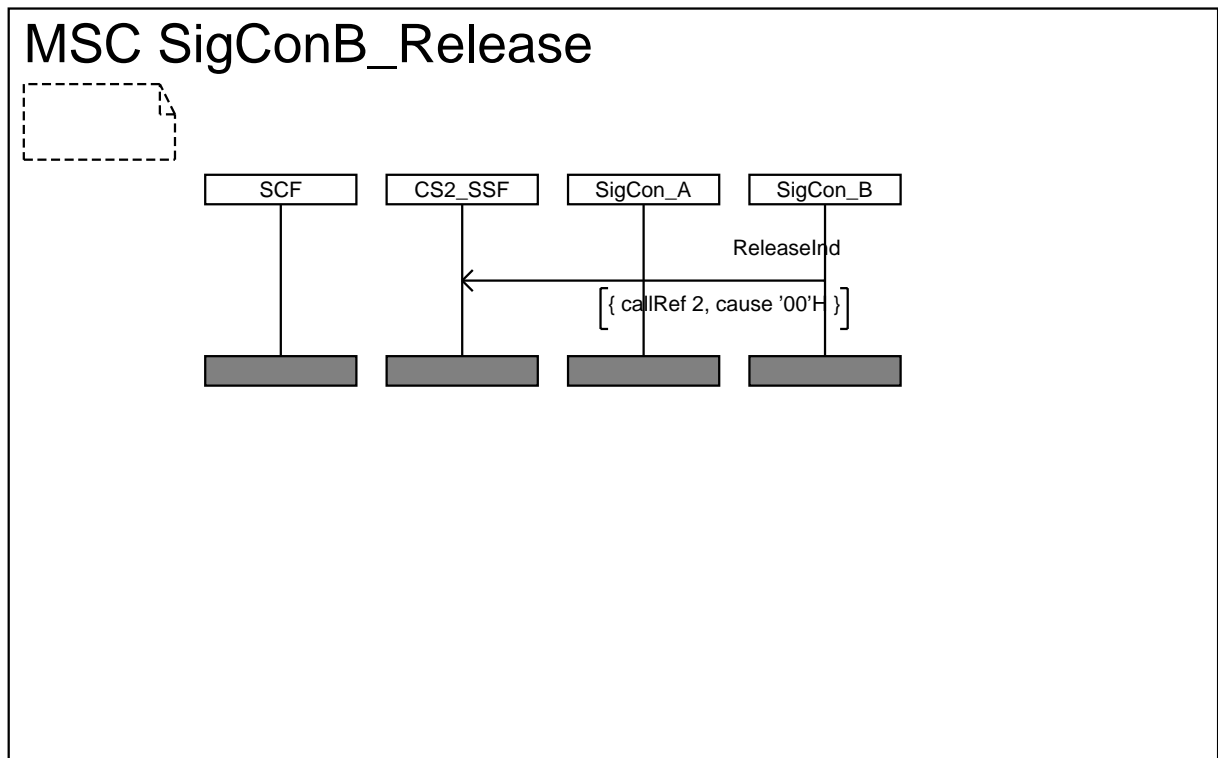 MSC SigConB_Release
SCF
CS2_SSF
SigCon_A
SigCon_B
ReleaseInd
{ callRef 2, cause '00'H }